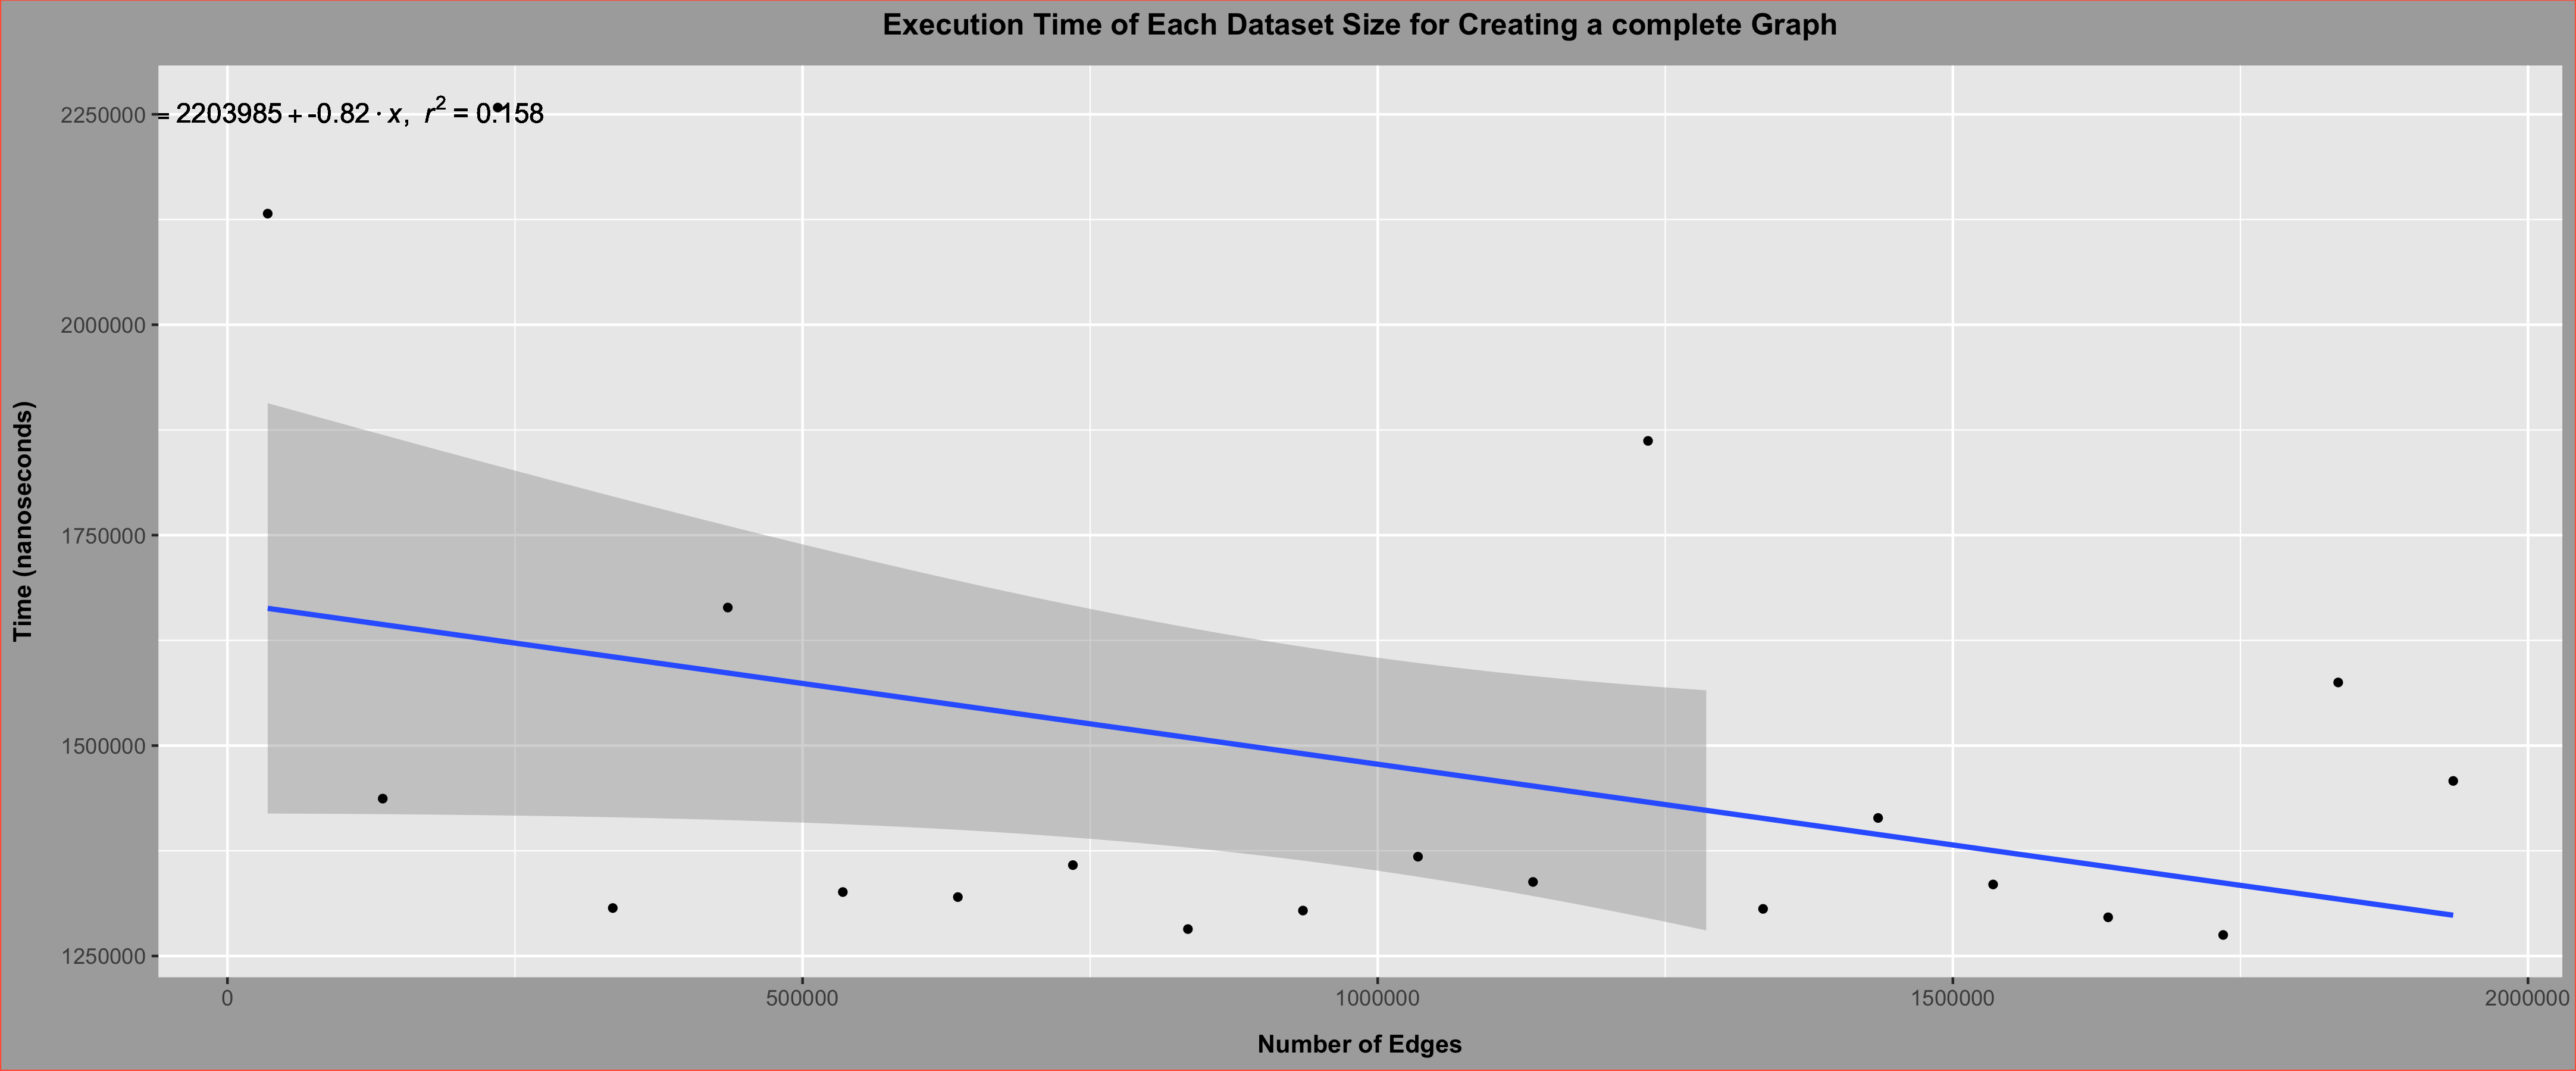 Execution Time of Each Dataset Size for Creating a complete Graph
= 2203985 + -0.82 · x, r² = 0.158
2250000
2000000
1750000
1500000
1250000
Time (nanoseconds)
0 500000 1000000 1500000 2000000
Number of Edges